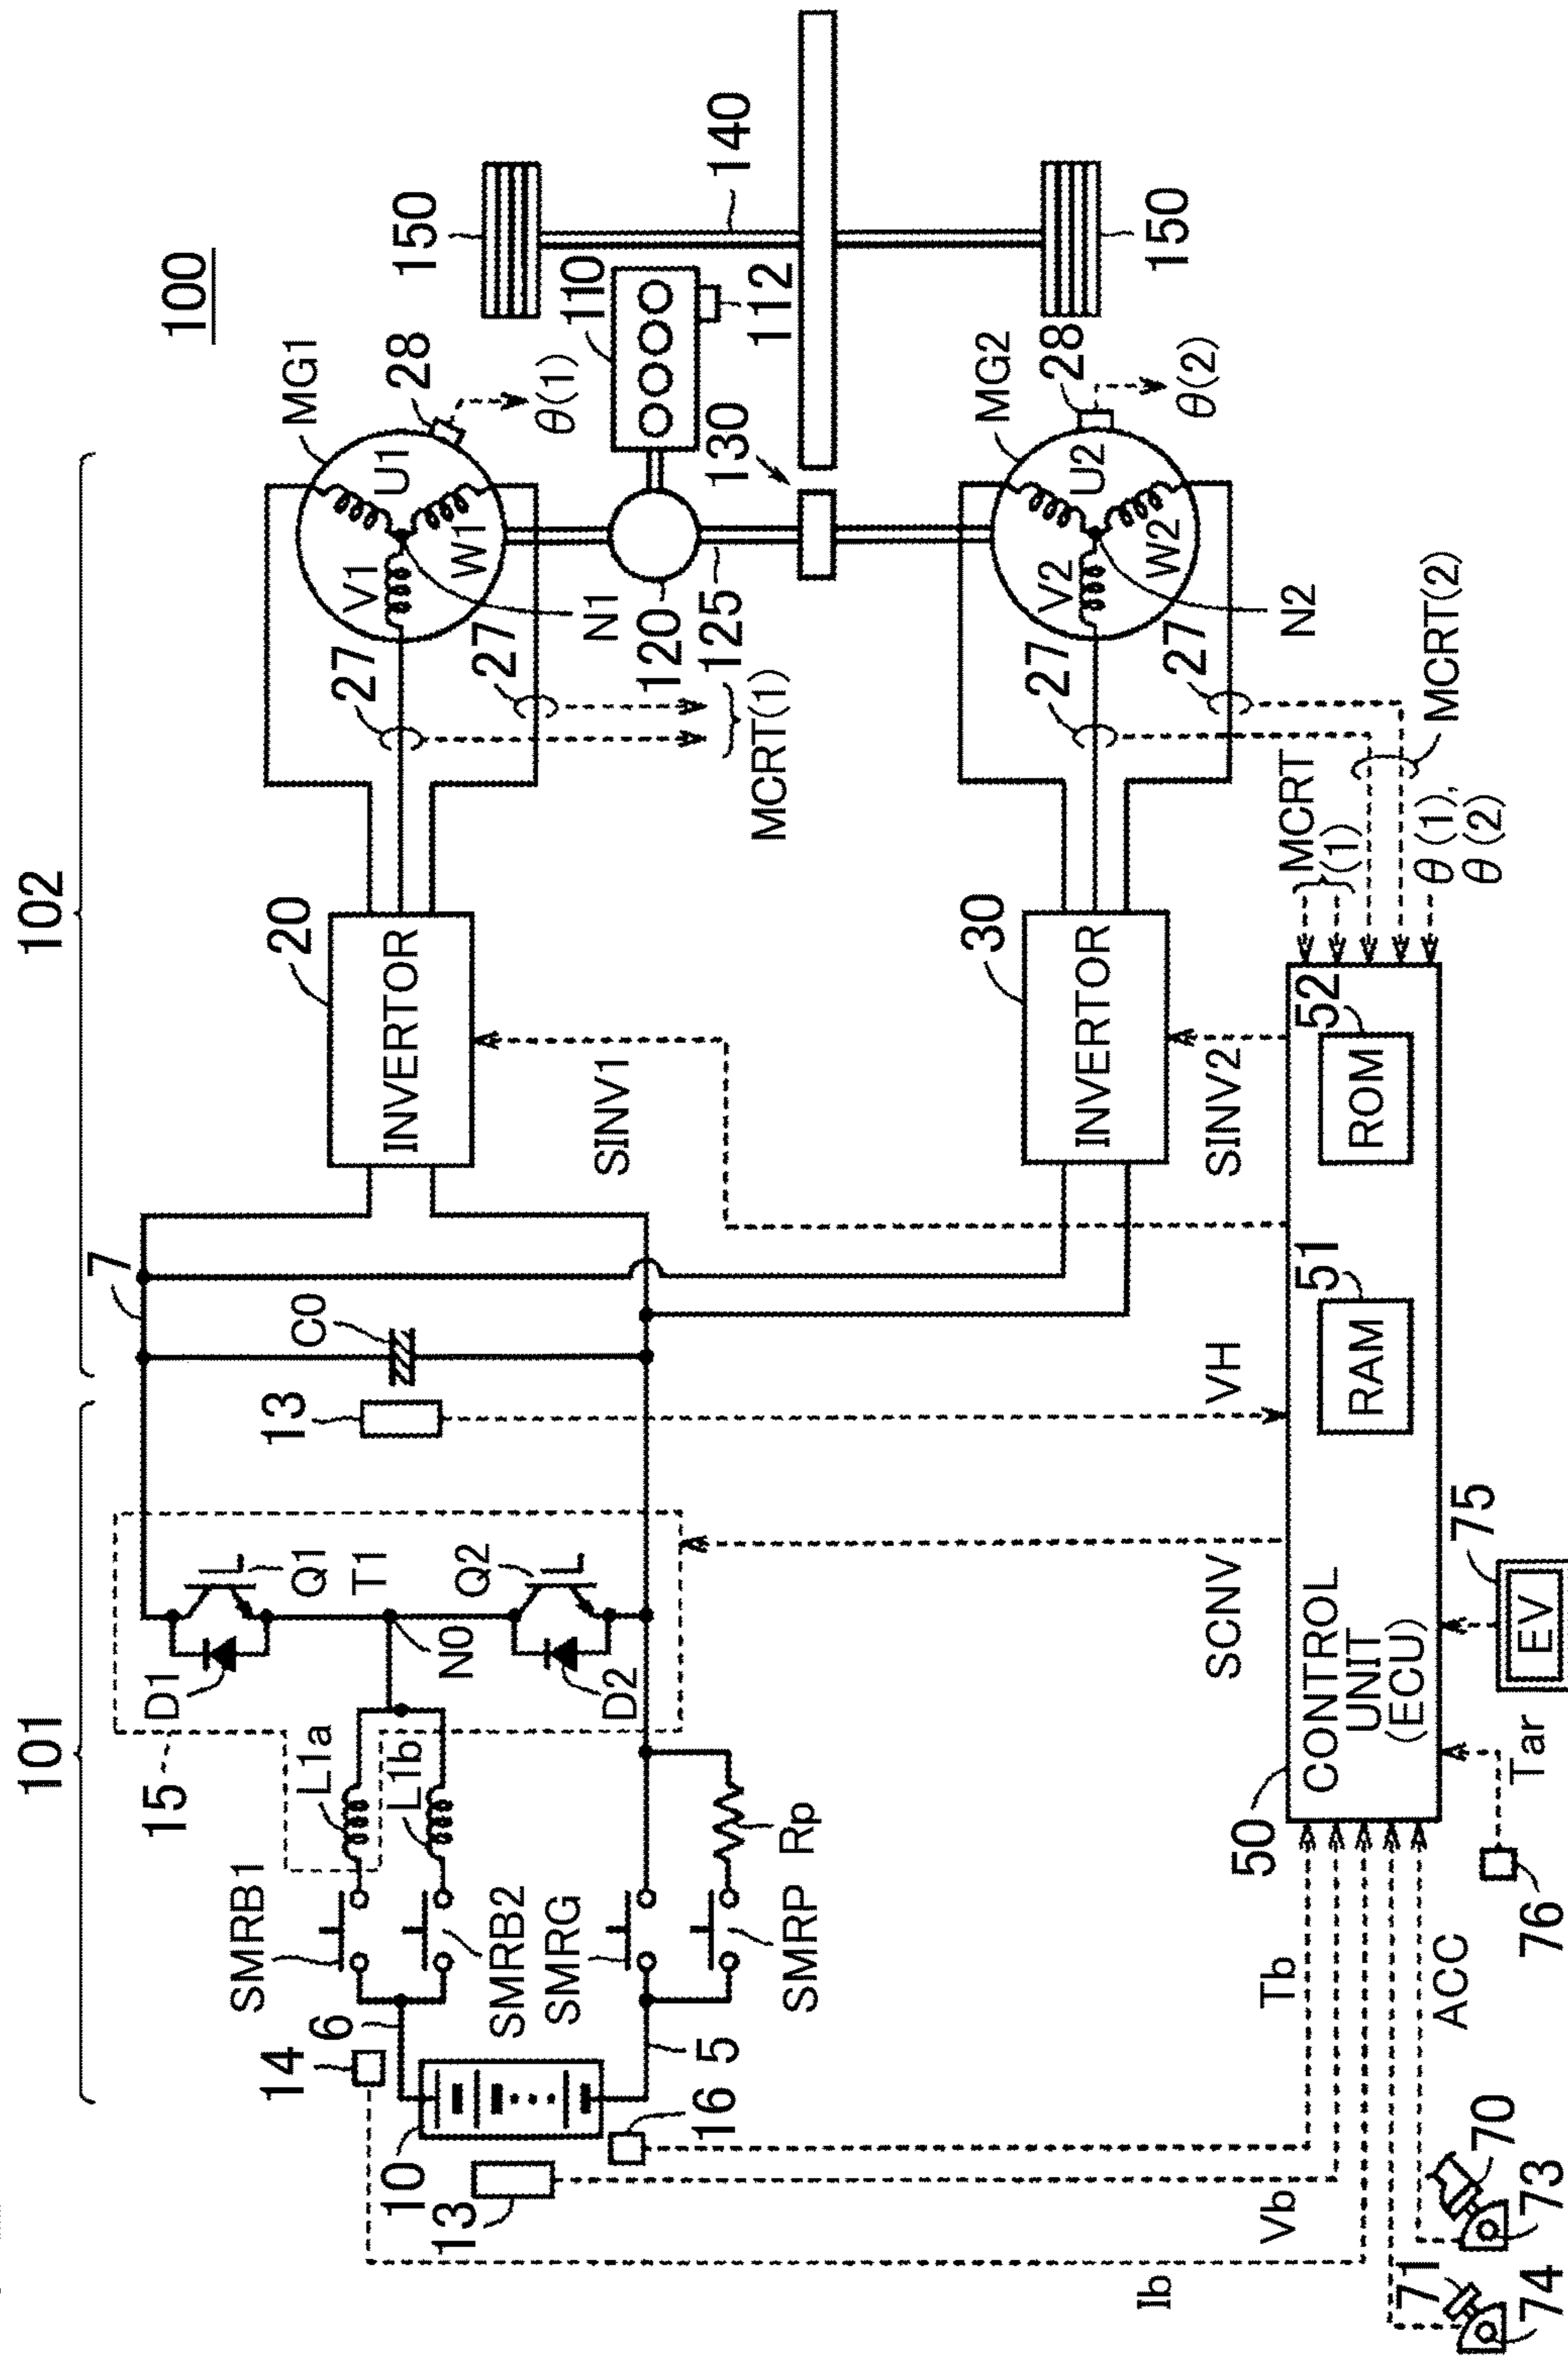 100
101
102
7
C0
13
15
D1
Q1
T1
N0
Q2
D2
L1a
L1b
SMRB1
SMRB2
SMRG
SMRP
Rp
14
6
10
5
16
13
20
INVERTOR
SINV1
30
INVERTOR
SINV2
MG1
28
θ(1)
U1
V1
W1
N1
27
27
MCRT(1)
110
112
120
125
130
140
150
150
MG2
28
θ(2)
U2
V2
W2
N2
27
27
MCRT(2)
MCRT
(1)
θ(1),
θ(2)
VH
SCNV
50
CONTROL
UNIT
(ECU)
51
RAM
52
ROM
75
EV
Tar
76
Tb
Vb
Ib
ACC
70
73
71
74